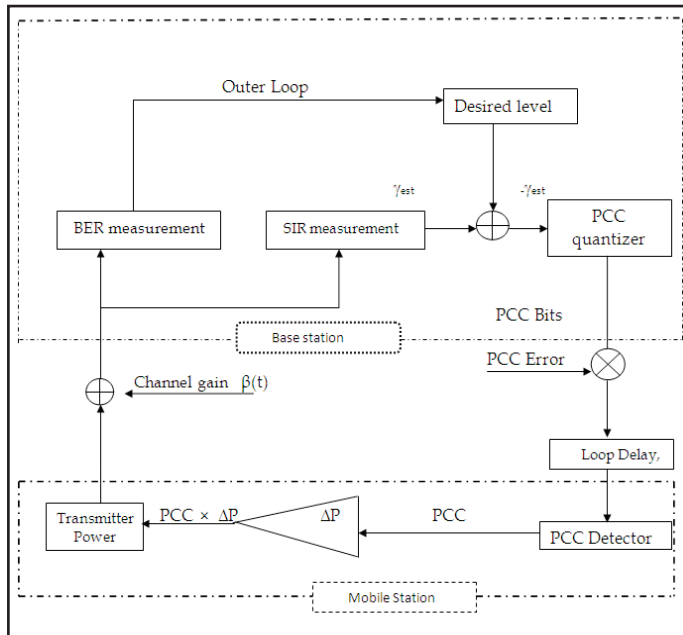 Outer Loop
Desired level
γest
-γest
BER measurement
SIR measurement
PCC
quantizer
PCC Bits
Base station
PCC Error
Channel gain β(t)
Loop Delay,
Transmitter
Power
PCC × ΔP
ΔP
PCC
PCC Detector
Mobile Station